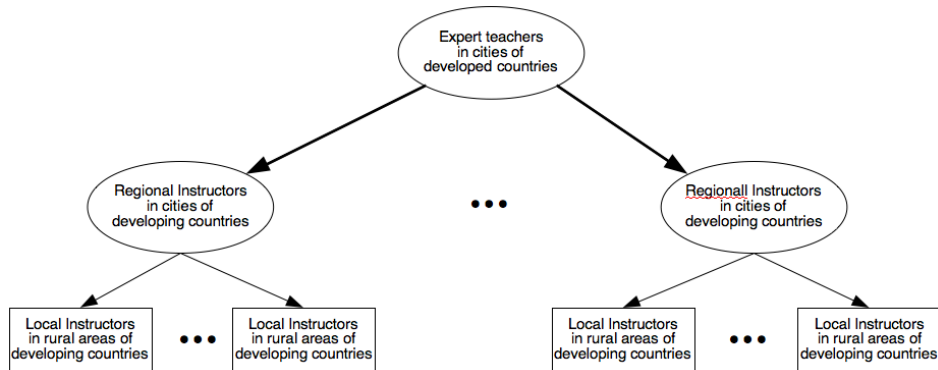 Expert teachers
in cities of
developed countries
Regional Instructors
in cities of
developing countries
Regionall Instructors
in cities of
developing countries
Local Instructors
in rural areas of
developing countries
Local Instructors
in rural areas of
developing countries
Local Instructors
in rural areas of
developing countries
Local Instructors
in rural areas of
developing countries